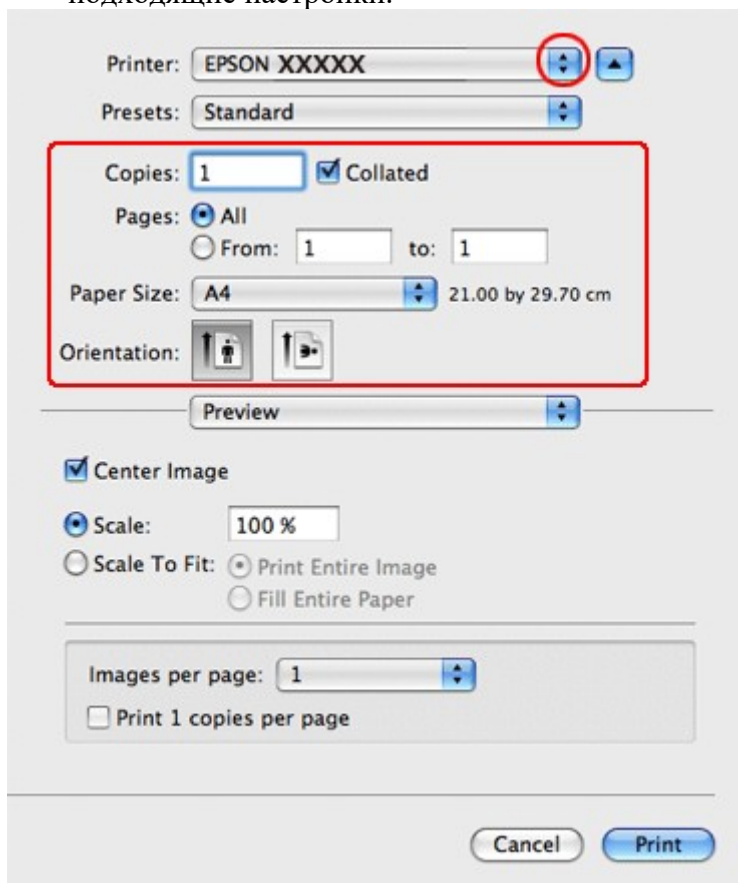 подходящие настройки.
Printer: EPSON XXXXX
Presets: Standard
Copies: 1 Collated
Pages: All
From: 1 to: 1
Paper Size: A4 21.00 by 29.70 cm
Orientation:
Preview
Center Image
Scale: 100 %
Scale To Fit: Print Entire Image
Fill Entire Paper
Images per page: 1
Print 1 copies per page
Cancel Print